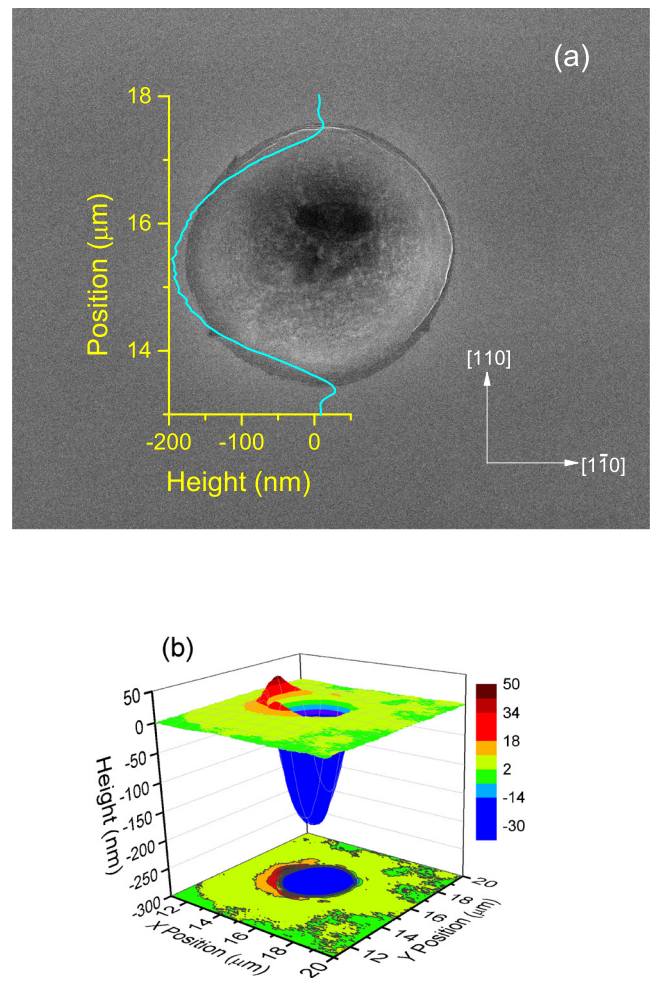 (a)
18
16
14
Position (μm)
-200 -100 0
Height (nm)
[110]
[11̄0]
(b)
50
0
-50
-100
-150
-200
-250
-300
Height (nm)
50
34
18
2
-14
-30
12 14 16 18 20
X Position (μm)
12 14 16 18 20
Y Position (μm)